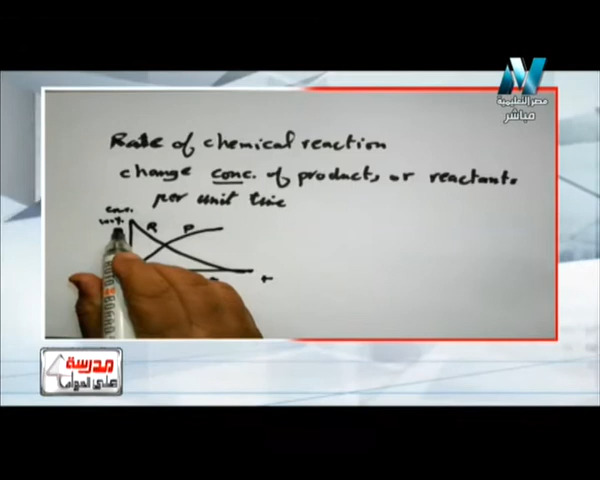 مصر التعليمية
مباشر
Rate of chemical reaction
change conc. of products or reactants
per unit time
conc.
R P
t
مدرسة
على الهواء